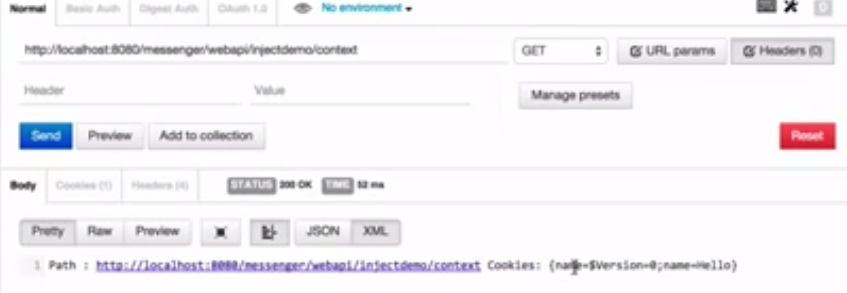 Normal Basic Auth Digest Auth OAuth 1.0 No environment
http://localhost:8080/messenger/webapi/injectdemo/context GET URL params Headers (0)
Header Value Manage presets
Send Preview Add to collection Reset
Body Cookies (1) Headers (4) STATUS 200 OK TIME 52 ms
Pretty Raw Preview JSON XML
1 Path : http://localhost:8080/messenger/webapi/injectdemo/context Cookies: {name=$Version=0;name=Hello}